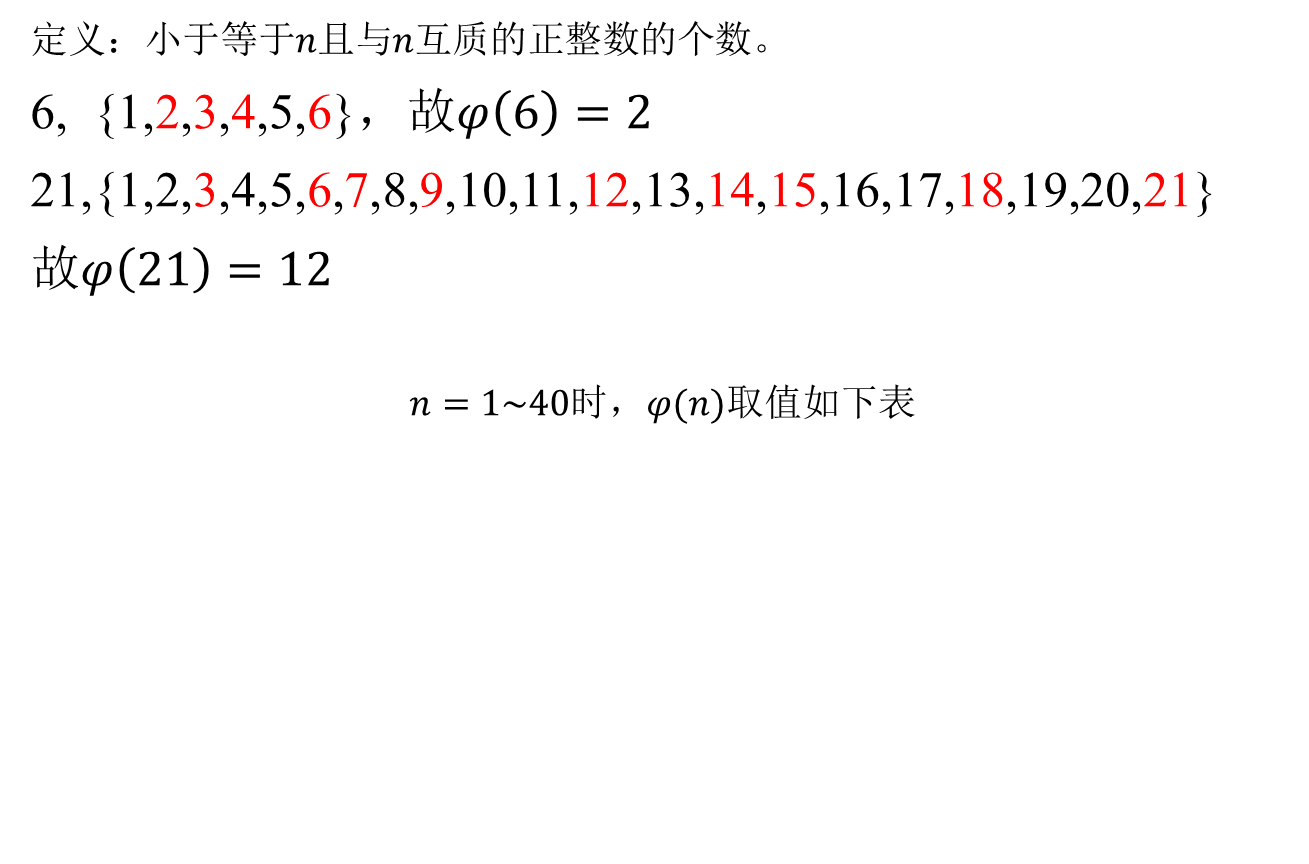 定义：小于等于n且与n互质的正整数的个数。
6, {1,2,3,4,5,6}，故φ(6) = 2
21,{1,2,3,4,5,6,7,8,9,10,11,12,13,14,15,16,17,18,19,20,21}
故φ(21) = 12
n = 1~40时，φ(n)取值如下表